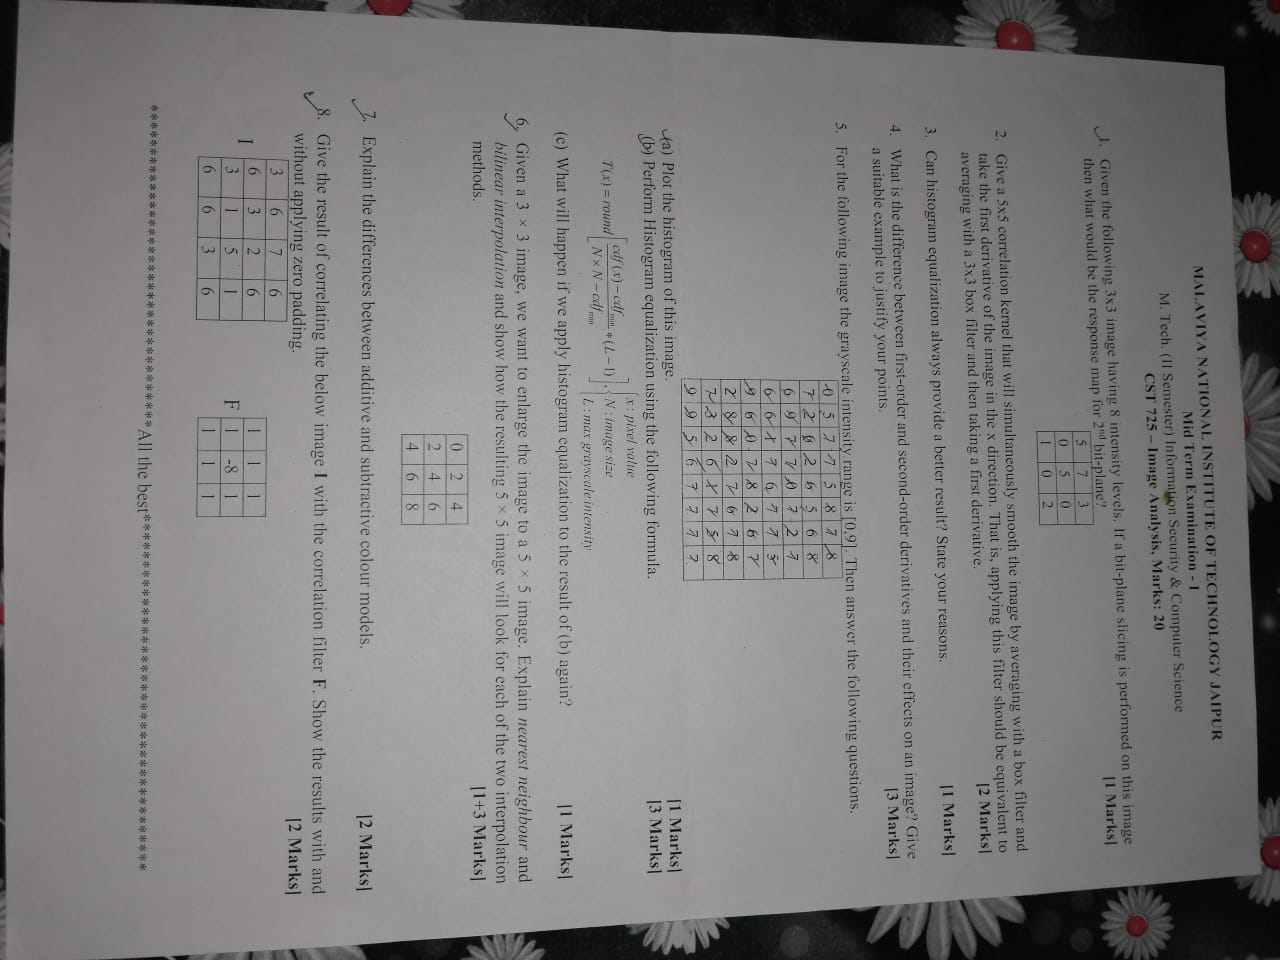 MALAVIYA NATIONAL INSTITUTE OF TECHNOLOGY JAIPUR
Mid Term Examination - I
M. Tech. (II Semester) Information Security & Computer Science
CST 725 – Image Analysis, Marks: 20
1. Given the following 3x3 image having 8 intensity levels. If a bit-plane slicing is performed on this image
then what would be the response map for 2nd bit-plane? [1 Marks]
5 7 3
0 5 0
1 0 2
2. Give a 5x5 correlation kernel that will simultaneously smooth the image by averaging with a box filter and
take the first derivative of the image in the x direction. That is, applying this filter should be equivalent to
averaging with a 3x3 box filter and then taking a first derivative. [2 Marks]
3. Can histogram equalization always provide a better result? State your reasons. [1 Marks]
4. What is the difference between first-order and second-order derivatives and their effects on an image? Give
a suitable example to justify your points. [3 Marks]
5. For the following image the grayscale intensity range is [0,9]. Then answer the following questions.
0 5 7 7 5 8 7 8
7 2 6 2 6 5 6 8
6 9 7 7 0 7 2 7
6 6 7 6 7 7 5
9 6 0 7 8 2 6 7
2 8 8 2 7 6 7 8
7 3 2 6 7 5 8
9 9 5 6 7 7 7 7
(a) Plot the histogram of this image. [1 Marks]
(b) Perform Histogram equalization using the following formula. [3 Marks]
T(x) = round[(cdf(x) – cdf_min)/(N × N – cdf_min) * (L – 1)], { x : pixel value
N : image size
L : max grayscale intensity
(c) What will happen if we apply histogram equalization to the result of (b) again? [1 Marks]
6. Given a 3 × 3 image, we want to enlarge the image to a 5 × 5 image. Explain nearest neighbour and
bilinear interpolation and show how the resulting 5 × 5 image will look for each of the two interpolation
methods. [1+3 Marks]
0 2 4
2 4 6
4 6 8
7. Explain the differences between additive and subtractive colour models. [2 Marks]
8. Give the result of correlating the below image I with the correlation filter F. Show the results with and
without applying zero padding. [2 Marks]
I
3 6 7 6
6 3 2 6
3 1 5 1
6 6 3 6
F
1 1 1
1 -8 1
1 1 1
************************************All the best****************************************